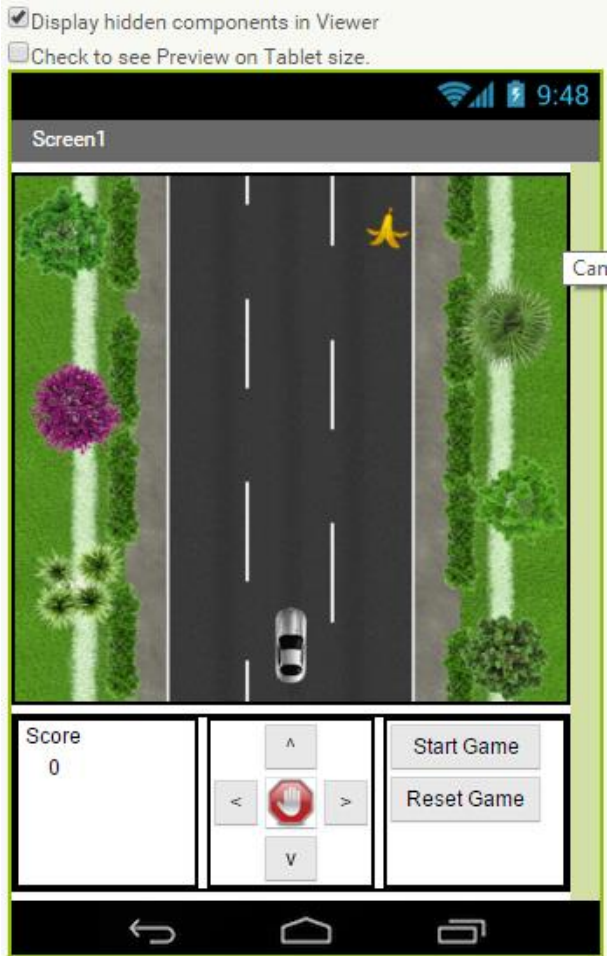 Display hidden components in Viewer
Check to see Preview on Tablet size.
9:48
Screen1
Can
Score
0
^
<
>
v
Start Game
Reset Game